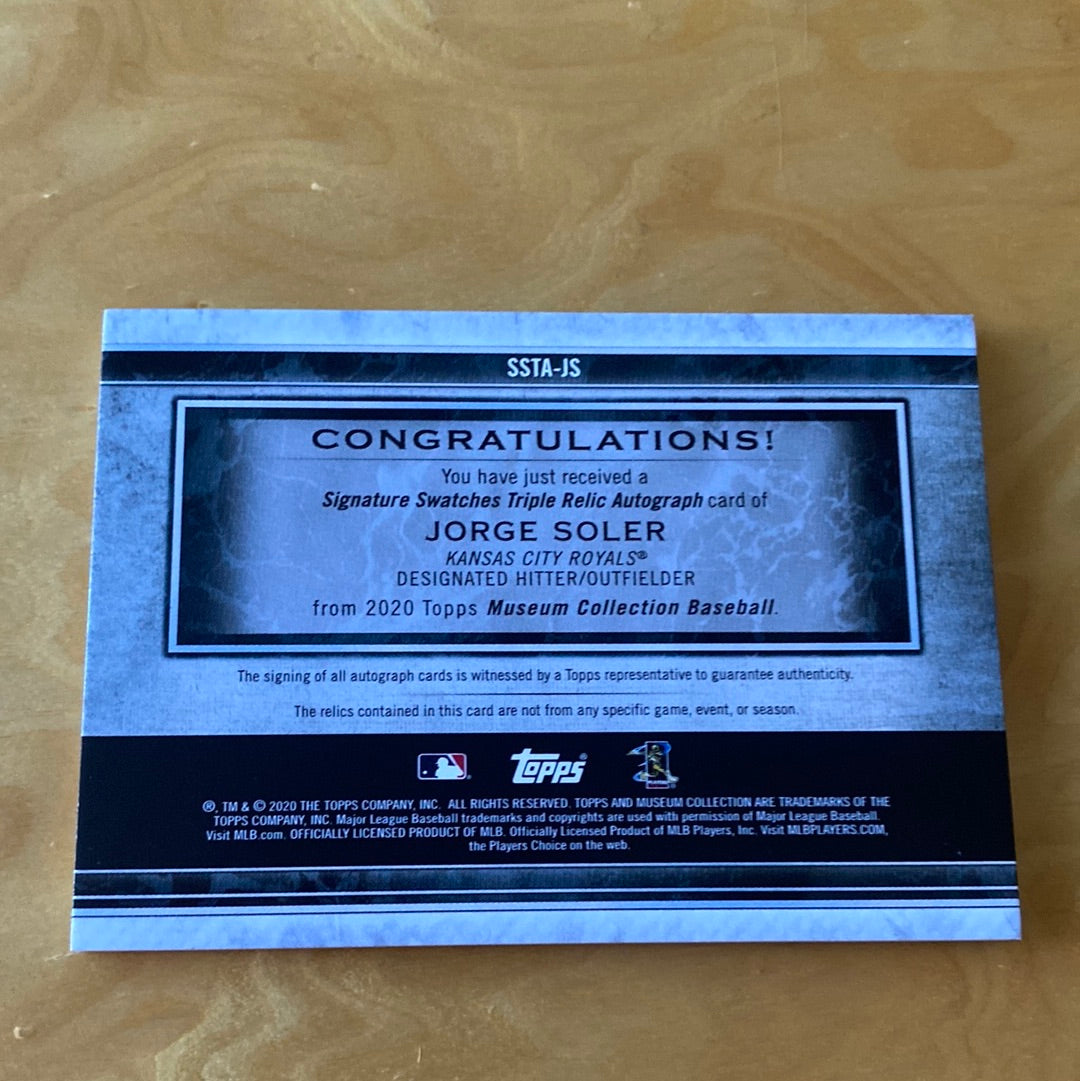 SSTA-JS
CONGRATULATIONS!
You have just received a
Signature Swatches Triple Relic Autograph card of
JORGE SOLER
KANSAS CITY ROYALS®
DESIGNATED HITTER/OUTFIELDER
from 2020 Topps Museum Collection Baseball.
The signing of all autograph cards is witnessed by a Topps representative to guarantee authenticity.
The relics contained in this card are not from any specific game, event, or season.
Topps®
®, TM & © 2020 THE TOPPS COMPANY, INC. ALL RIGHTS RESERVED. TOPPS AND MUSEUM COLLECTION ARE TRADEMARKS OF THE
TOPPS COMPANY, INC. Major League Baseball trademarks and copyrights are used with permission of Major League Baseball.
Visit MLB.com. OFFICIALLY LICENSED PRODUCT OF MLB. Officially Licensed Product of MLB Players, Inc. Visit MLBPLAYERS.COM,
the Players Choice on the web.